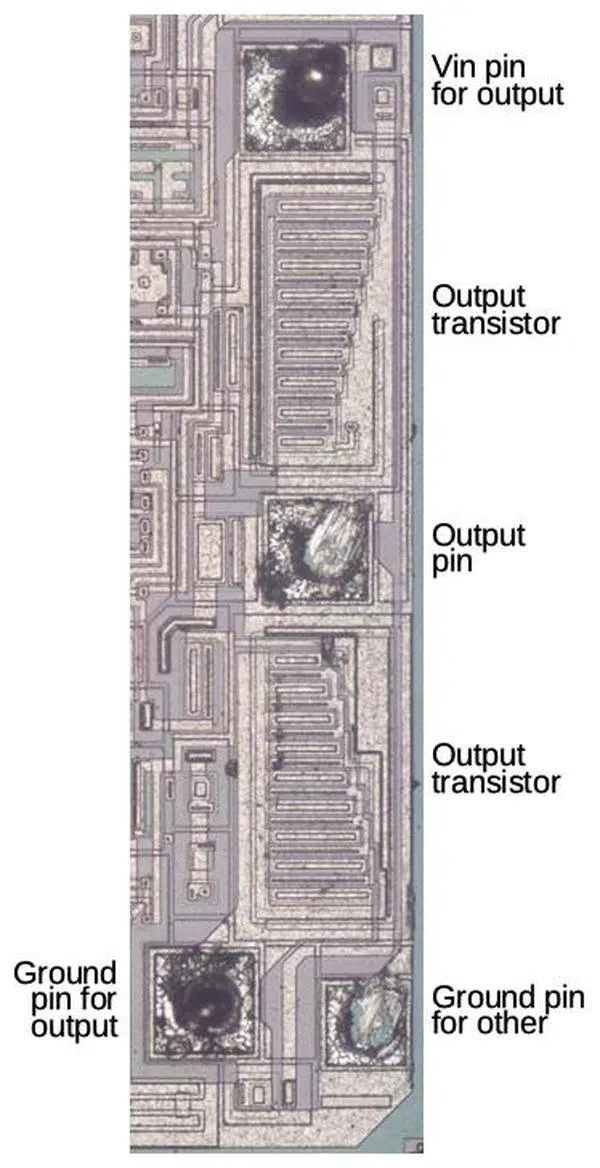 Vin pin
for output
Output
transistor
Output
pin
Output
transistor
Ground
pin for
output
Ground pin
for other